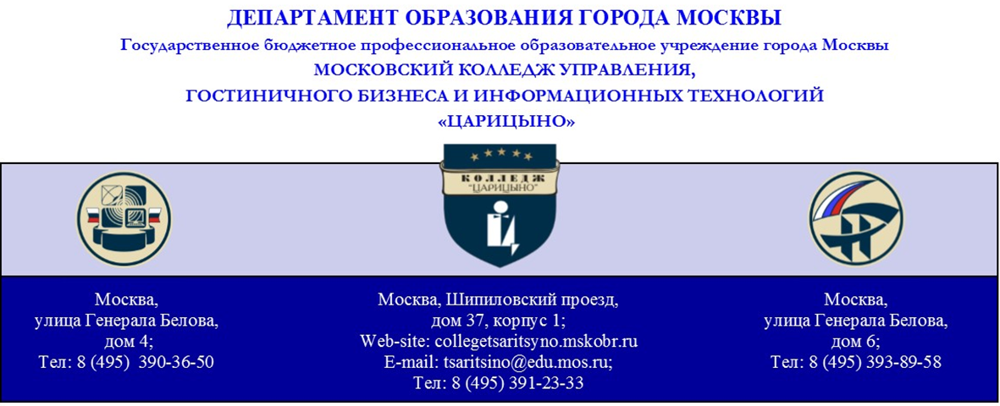 ДЕПАРТАМЕНТ ОБРАЗОВАНИЯ ГОРОДА МОСКВЫ
Государственное бюджетное профессиональное образовательное учреждение города Москвы
МОСКОВСКИЙ КОЛЛЕДЖ УПРАВЛЕНИЯ,
ГОСТИНИЧНОГО БИЗНЕСА И ИНФОРМАЦИОННЫХ ТЕХНОЛОГИЙ
«ЦАРИЦЫНО»
КОЛЛЕДЖ
"ЦАРИЦЫНО"
Москва,
улица Генерала Белова,
дом 4;
Тел: 8 (495)  390-36-50
Москва, Шипиловский проезд,
дом 37, корпус 1;
Web-site: collegetsaritsyno.mskobr.ru
E-mail: tsaritsino@edu.mos.ru;
Тел: 8 (495) 391-23-33
Москва,
улица Генерала Белова,
дом 6;
Тел: 8 (495) 393-89-58